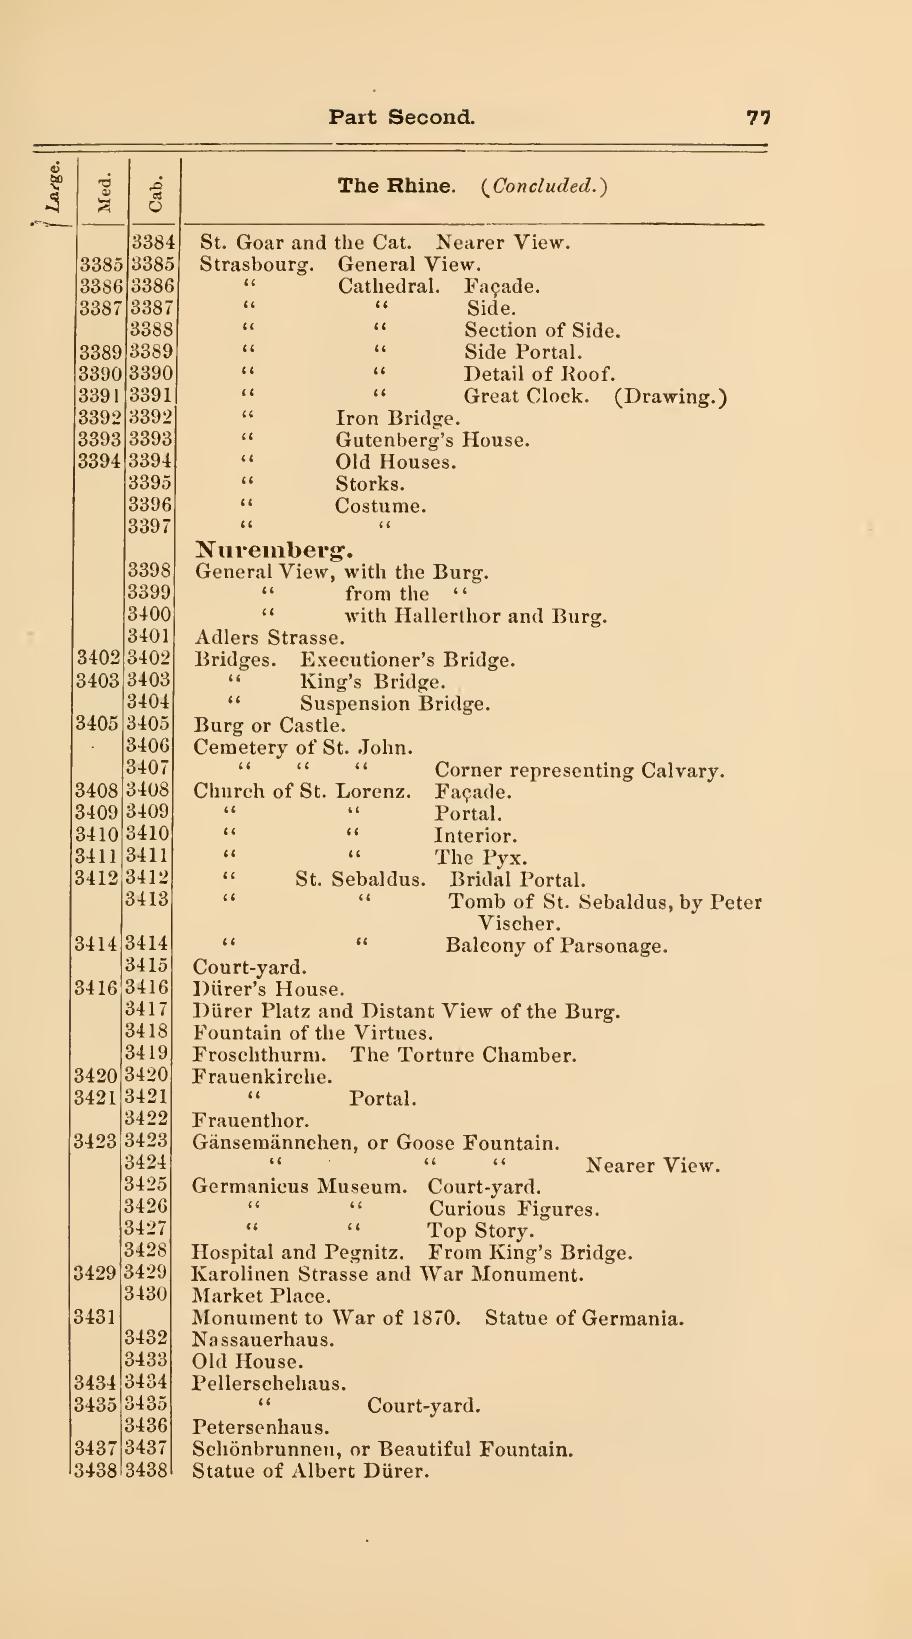 Part Second. 77
Large. Med. Cab. The Rhine. (Concluded.)
3384 St. Goar and the Cat. Nearer View.
3385 3385 Strasbourg. General View.
3386 3386 “ Cathedral. Façade.
3387 3387 “ “ Side.
3388 “ “ Section of Side.
3389 3389 “ “ Side Portal.
3390 3390 “ “ Detail of Roof.
3391 3391 “ “ Great Clock. (Drawing.)
3392 3392 “ Iron Bridge.
3393 3393 “ Gutenberg's House.
3394 3394 “ Old Houses.
3395 “ Storks.
3396 “ Costume.
3397 “ “
Nuremberg.
3398 General View, with the Burg.
3399 “ from the “
3400 “ with Hallerthor and Burg.
3401 Adlers Strasse.
3402 3402 Bridges. Executioner's Bridge.
3403 3403 “ King's Bridge.
3404 “ Suspension Bridge.
3405 3405 Burg or Castle.
3406 Cemetery of St. John.
3407 “ “ “ Corner representing Calvary.
3408 3408 Church of St. Lorenz. Façade.
3409 3409 “ “ Portal.
3410 3410 “ “ Interior.
3411 3411 “ “ The Pyx.
3412 3412 “ St. Sebaldus. Bridal Portal.
3413 “ “ Tomb of St. Sebaldus, by Peter
Vischer.
3414 3414 “ “ Balcony of Parsonage.
3415 Court-yard.
3416 3416 Dürer's House.
3417 Dürer Platz and Distant View of the Burg.
3418 Fountain of the Virtues.
3419 Froschthurm. The Torture Chamber.
3420 3420 Frauenkirche.
3421 3421 “ Portal.
3422 Frauenthor.
3423 3423 Gänsemännchen, or Goose Fountain.
3424 “ “ “ Nearer View.
3425 Germanicus Museum. Court-yard.
3426 “ “ Curious Figures.
3427 “ “ Top Story.
3428 Hospital and Pegnitz. From King's Bridge.
3429 3429 Karolinen Strasse and War Monument.
3430 Market Place.
3431 Monument to War of 1870. Statue of Germania.
3432 Nassauerhaus.
3433 Old House.
3434 3434 Pellerschehaus.
3435 3435 “ Court-yard.
3436 Petersenhaus.
3437 3437 Schönbrunnen, or Beautiful Fountain.
3438 3438 Statue of Albert Dürer.